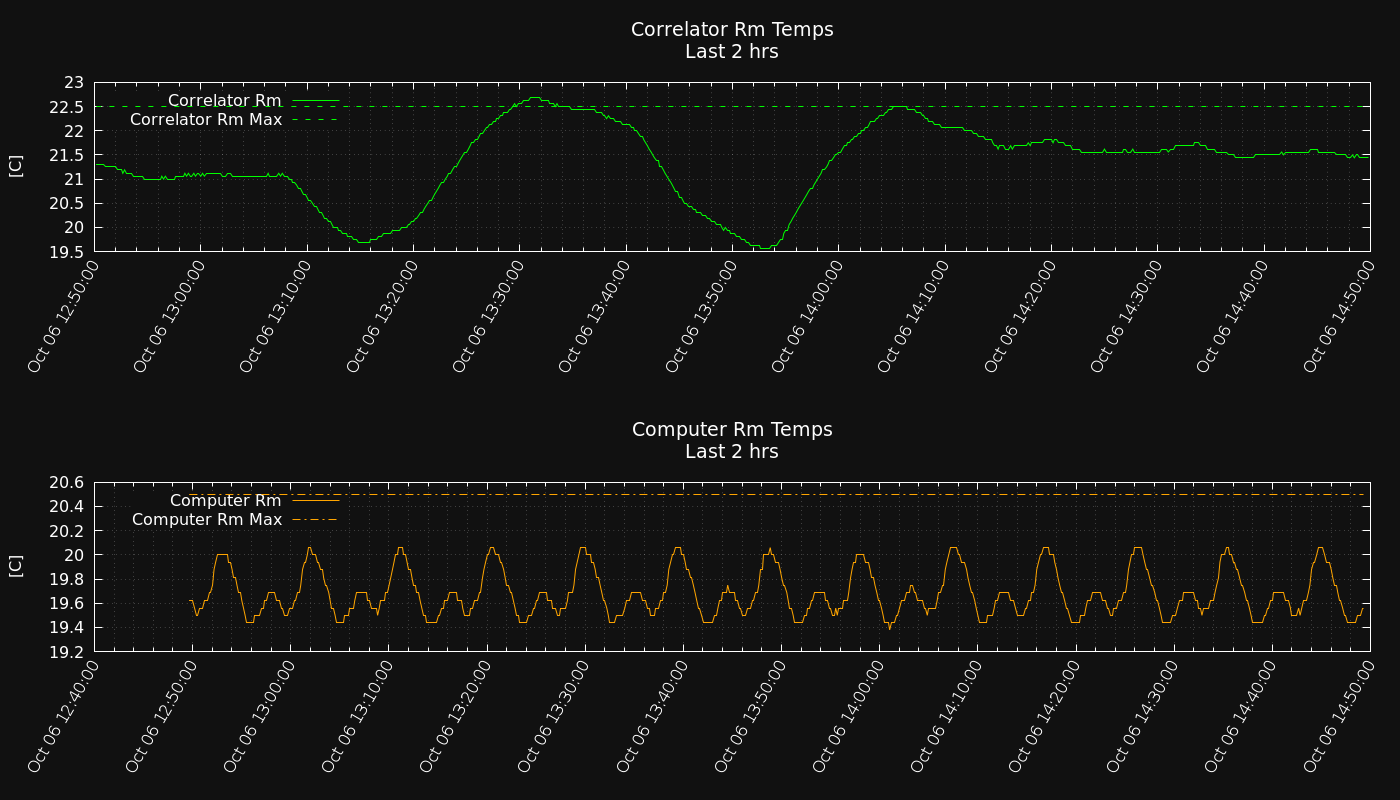 Correlator Rm Temps
Last 2 hrs
23
22.5
22
21.5
21
20.5
20
19.5
[C]
Correlator Rm
Correlator Rm Max
Oct 06 12:50:00
Oct 06 13:00:00
Oct 06 13:10:00
Oct 06 13:20:00
Oct 06 13:30:00
Oct 06 13:40:00
Oct 06 13:50:00
Oct 06 14:00:00
Oct 06 14:10:00
Oct 06 14:20:00
Oct 06 14:30:00
Oct 06 14:40:00
Oct 06 14:50:00
Computer Rm Temps
Last 2 hrs
20.6
20.4
20.2
20
19.8
19.6
19.4
19.2
[C]
Computer Rm
Computer Rm Max
Oct 06 12:40:00
Oct 06 12:50:00
Oct 06 13:00:00
Oct 06 13:10:00
Oct 06 13:20:00
Oct 06 13:30:00
Oct 06 13:40:00
Oct 06 13:50:00
Oct 06 14:00:00
Oct 06 14:10:00
Oct 06 14:20:00
Oct 06 14:30:00
Oct 06 14:40:00
Oct 06 14:50:00